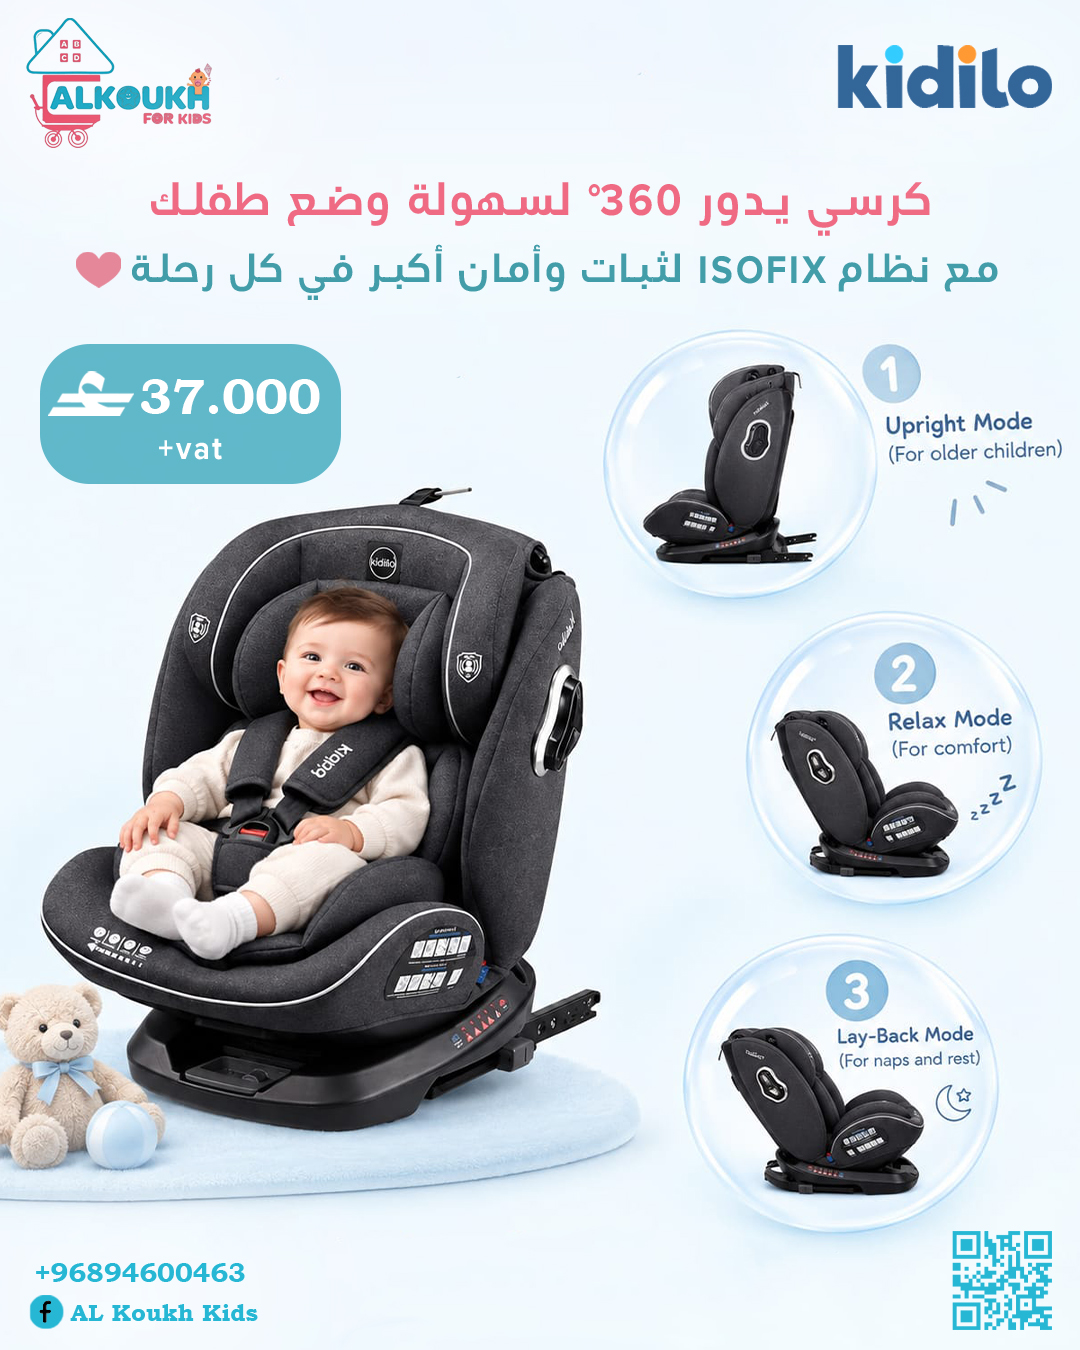 A B
C D
ALKOUKH
FOR KIDS
kidilo
كرسي يدور 360° لسهولة وضع طفلك
مع نظام ISOFIX لثبات وأمان أكبر في كل رحلة
37.000
+vat
1
Upright Mode
(For older children)
kidilo
2
Relax Mode
(For comfort)
zzzz
3
Lay-Back Mode
(For naps and rest)
+96894600463
f AL Koukh Kids